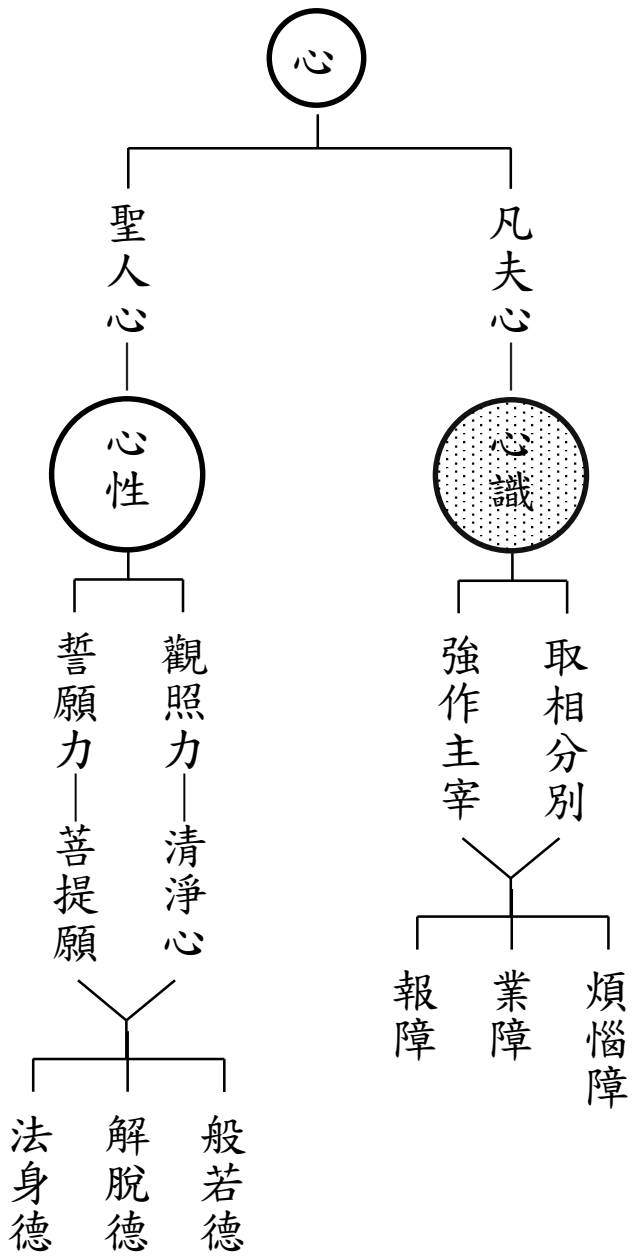 心
凡夫心
聖人心
心識
心性
取相分別
強作主宰
觀照力—清淨心
誓願力—菩提願
煩惱障
業障
報障
般若德
解脫德
法身德